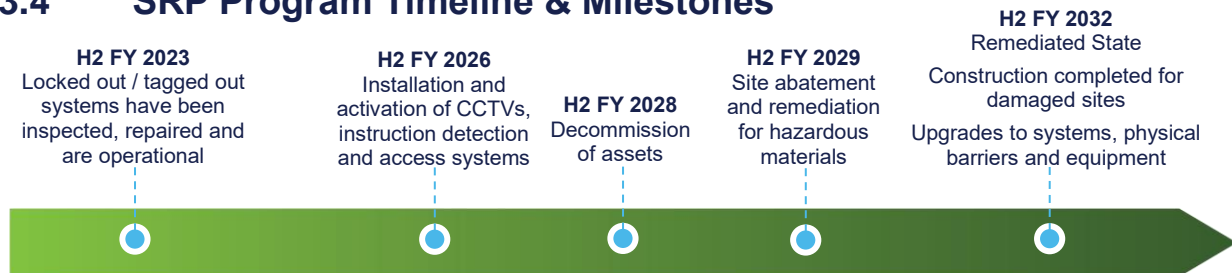 3.4 SRP Program Timeline & Milestones
H2 FY 2023
Locked out / tagged out
systems have been
inspected, repaired and
are operational
H2 FY 2026
Installation and
activation of CCTVs,
instruction detection
and access systems
H2 FY 2028
Decommission
of assets
H2 FY 2029
Site abatement
and remediation
for hazardous
materials
H2 FY 2032
Remediated State
Construction completed for
damaged sites
Upgrades to systems, physical
barriers and equipment